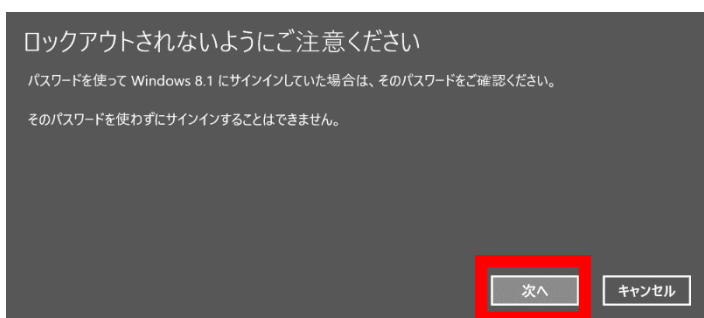 ロックアウトされないようにご注意ください
パスワードを使って Windows 8.1 にサインインしていた場合は、そのパスワードをご確認ください。
そのパスワードを使わずにサインインすることはできません。
次へ
キャンセル